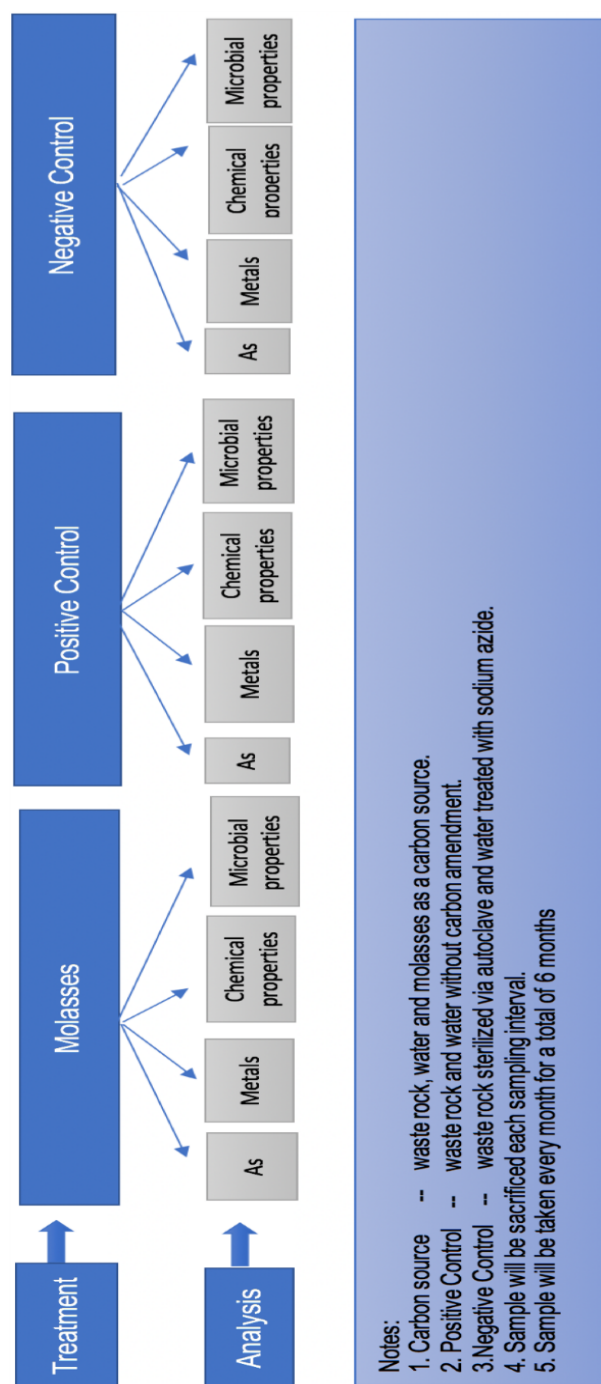 Treatment
Molasses
Positive Control
Negative Control
Analysis
As
Metals
Chemical
properties
Microbial
properties
As
Metals
Chemical
properties
Microbial
properties
As
Metals
Chemical
properties
Microbial
properties
Notes:
1. Carbon source -- waste rock, water and molasses as a carbon source.
2. Positive Control -- waste rock and water without carbon amendment.
3.Negative Control -- waste rock sterilized via autoclave and water treated with sodium azide.
4. Sample will be sacrificed each sampling interval.
5. Sample will be taken every month for a total of 6 months